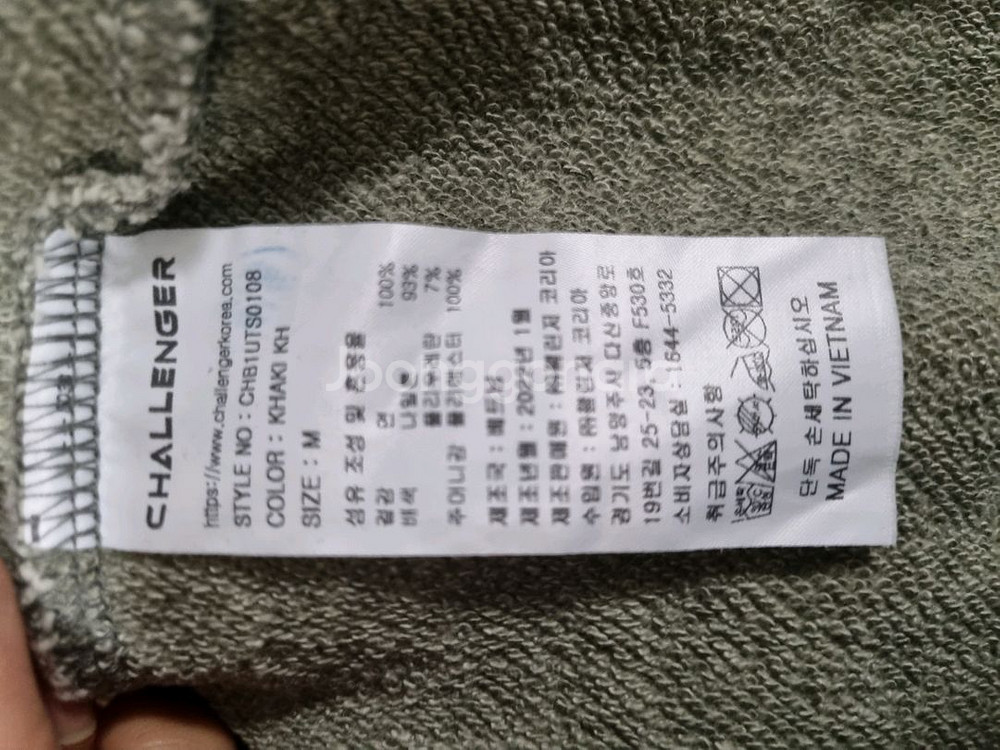 CHALLENGER
https://www.challengerkorea.com
STYLE NO : CHB1UTS0108
COLOR : KHAKI KH
SIZE : M
섬유 조성 및 혼용율
겉감 면 100%
배색 나일론 93%
폴리우레탄 7%
주머니감 폴리에스터 100%
제조국 : 베트남
제조년월 : 2022년 1월
제조판매원 : ㈜챌린저 코리아
수입원 : ㈜챌린저 코리아
경기도 남양주시 다산중앙로
19번길 25-23, 5층 F530호
소비자상담실 : 1644-5332
취급주의사항
단독 손세탁하십시오
MADE IN VIETNAM
Joonggonara